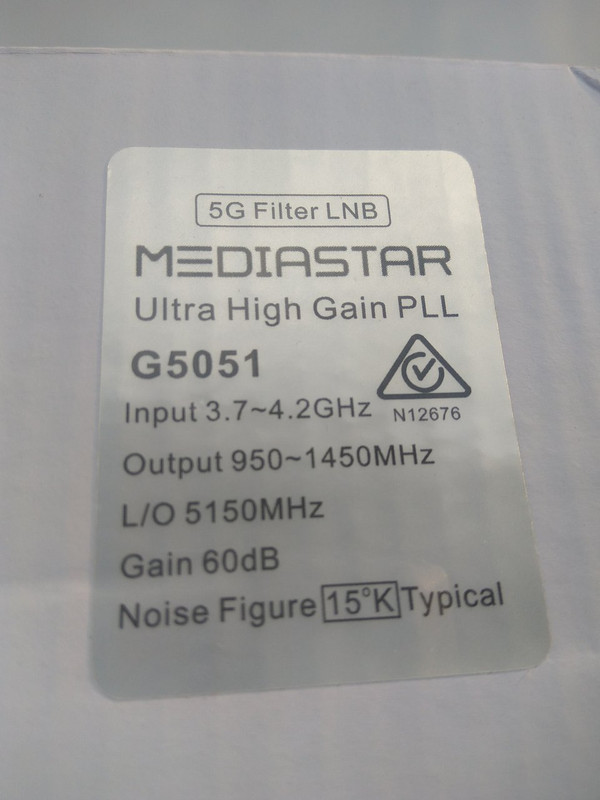 5G Filter LNB
MEDIASTAR
Ultra High Gain PLL
G5051
Input 3.7~4.2GHz
N12676
Output 950~1450MHz
L/O 5150MHz
Gain 60dB
Noise Figure 15°K Typical